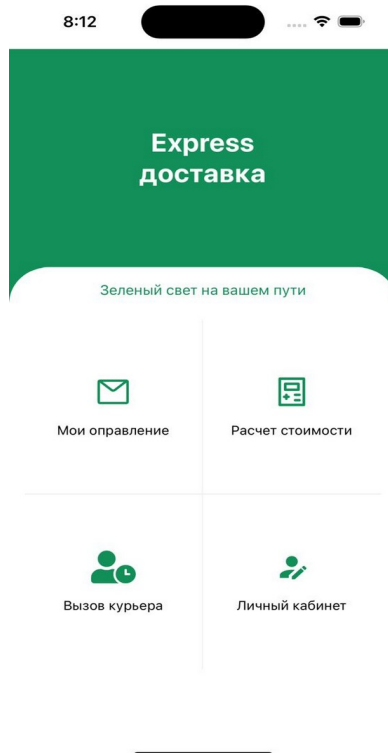 8:12
Express
доставка
Зеленый свет на вашем пути
Мои оправление
Расчет стоимости
Вызов курьера
Личный кабинет